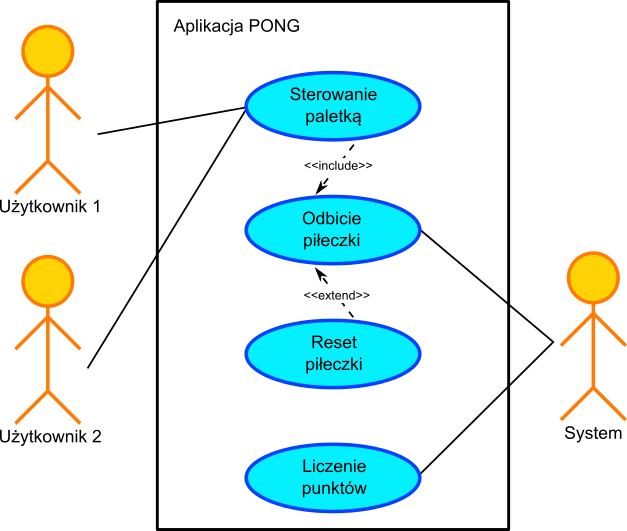 Aplikacja PONG
Sterowanie
paletką
<<include>>
Użytkownik 1
Odbicie
piłeczki
<<extend>>
Reset
piłeczki
Użytkownik 2
System
Liczenie
punktów